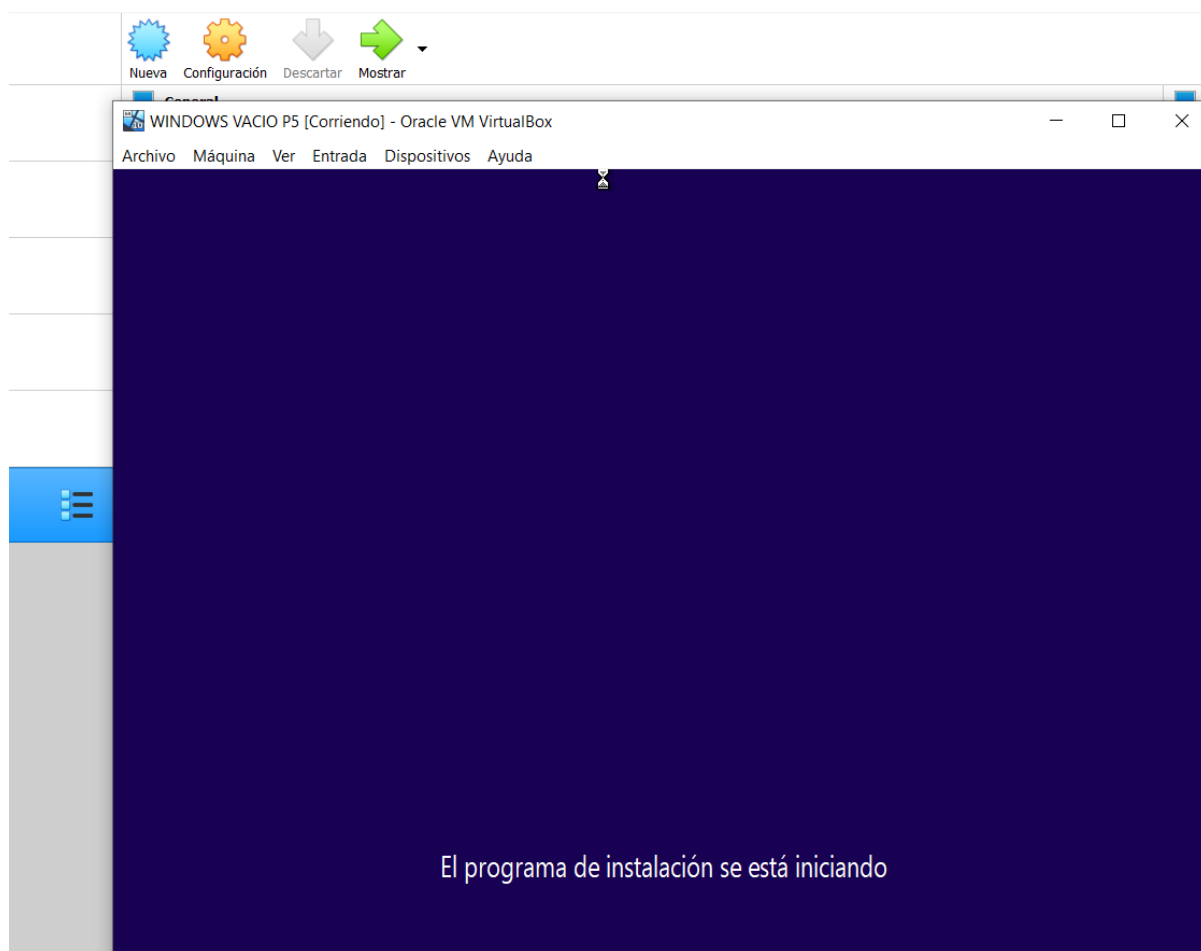 Nueva Configuración Descartar Mostrar
General
WINDOWS VACIO P5 [Corriendo] - Oracle VM VirtualBox
Archivo Máquina Ver Entrada Dispositivos Ayuda
El programa de instalación se está iniciando